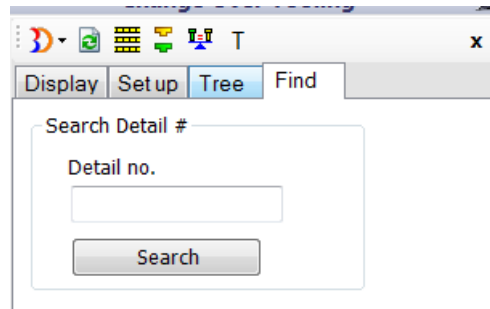 T x
Display Set up Tree Find
Search Detail #
Detail no.
Search